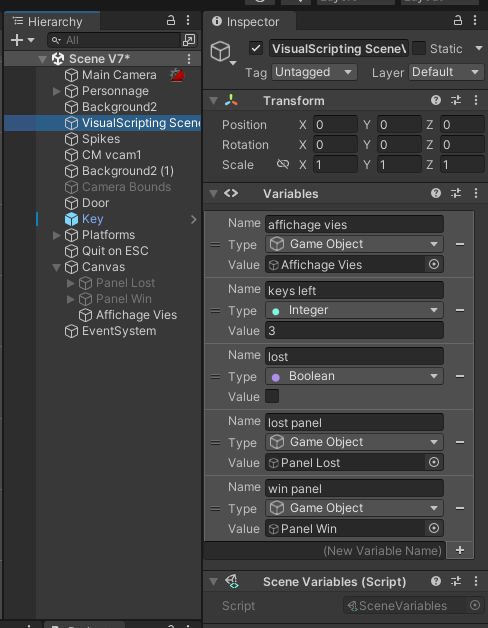 Hierarchy
All
Scene V7*
Main Camera
Personnage
Background2
VisualScripting Scene
Spikes
CM vcam1
Background2 (1)
Camera Bounds
Door
Key
Platforms
Quit on ESC
Canvas
Panel Lost
Panel Win
Affichage Vies
EventSystem
Inspector
VisualScripting Scene\
Static
Tag Untagged
Layer Default
Transform
Position X 0 Y 0 Z 0
Rotation X 0 Y 0 Z 0
Scale X 1 Y 1 Z 1
Variables
Name affichage vies
Type Game Object
Value Affichage Vies
Name keys left
Type Integer
Value 3
Name lost
Type Boolean
Value
Name lost panel
Type Game Object
Value Panel Lost
Name win panel
Type Game Object
Value Panel Win
(New Variable Name)
Scene Variables (Script)
Script SceneVariables